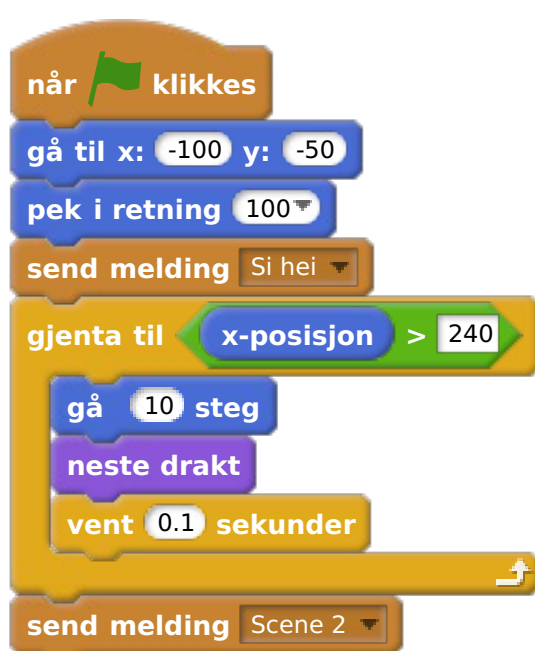 når klikkes
gå til x: -100 y: -50
pek i retning 100
send melding Si hei
gjenta til x-posisjon > 240
gå 10 steg
neste drakt
vent 0.1 sekunder
send melding Scene 2